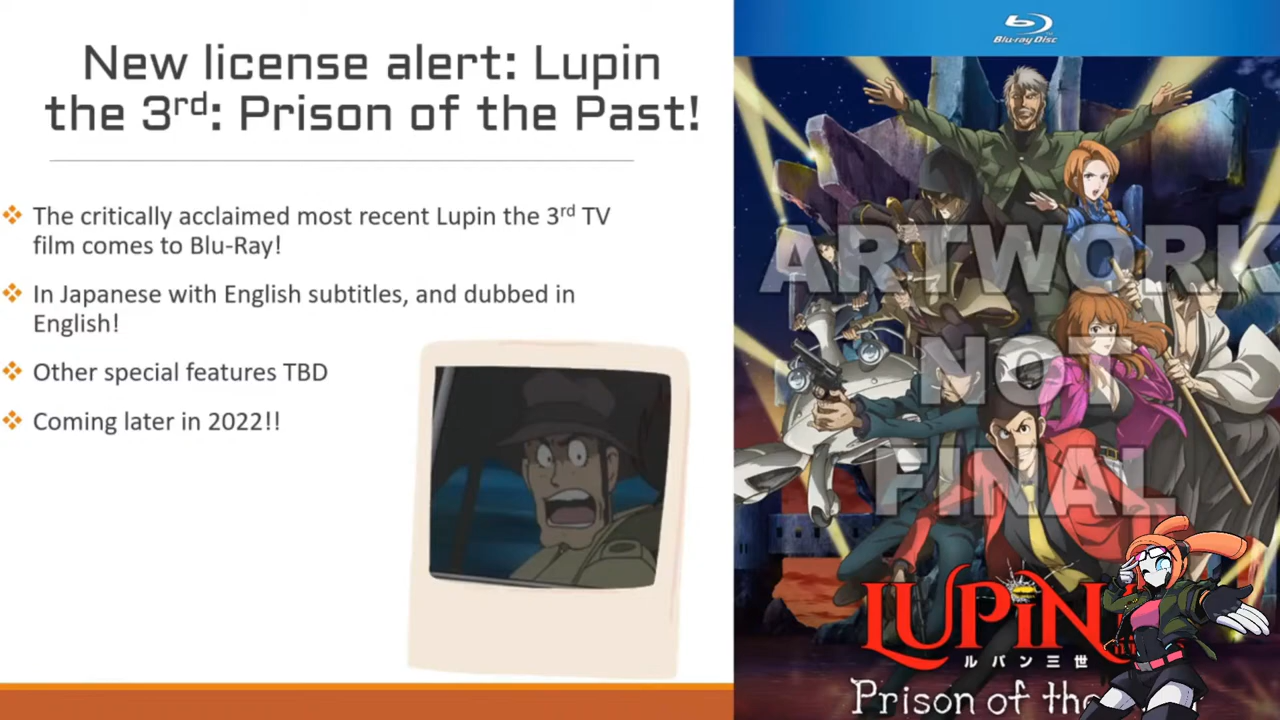 New license alert: Lupin
the 3rd: Prison of the Past!
The critically acclaimed most recent Lupin the 3rd TV
film comes to Blu-Ray!
In Japanese with English subtitles, and dubbed in
English!
Other special features TBD
Coming later in 2022!!
Blu-ray Disc
ARTWORK
NOT
FINAL
LUPIN
ルパン三世
Prison of the